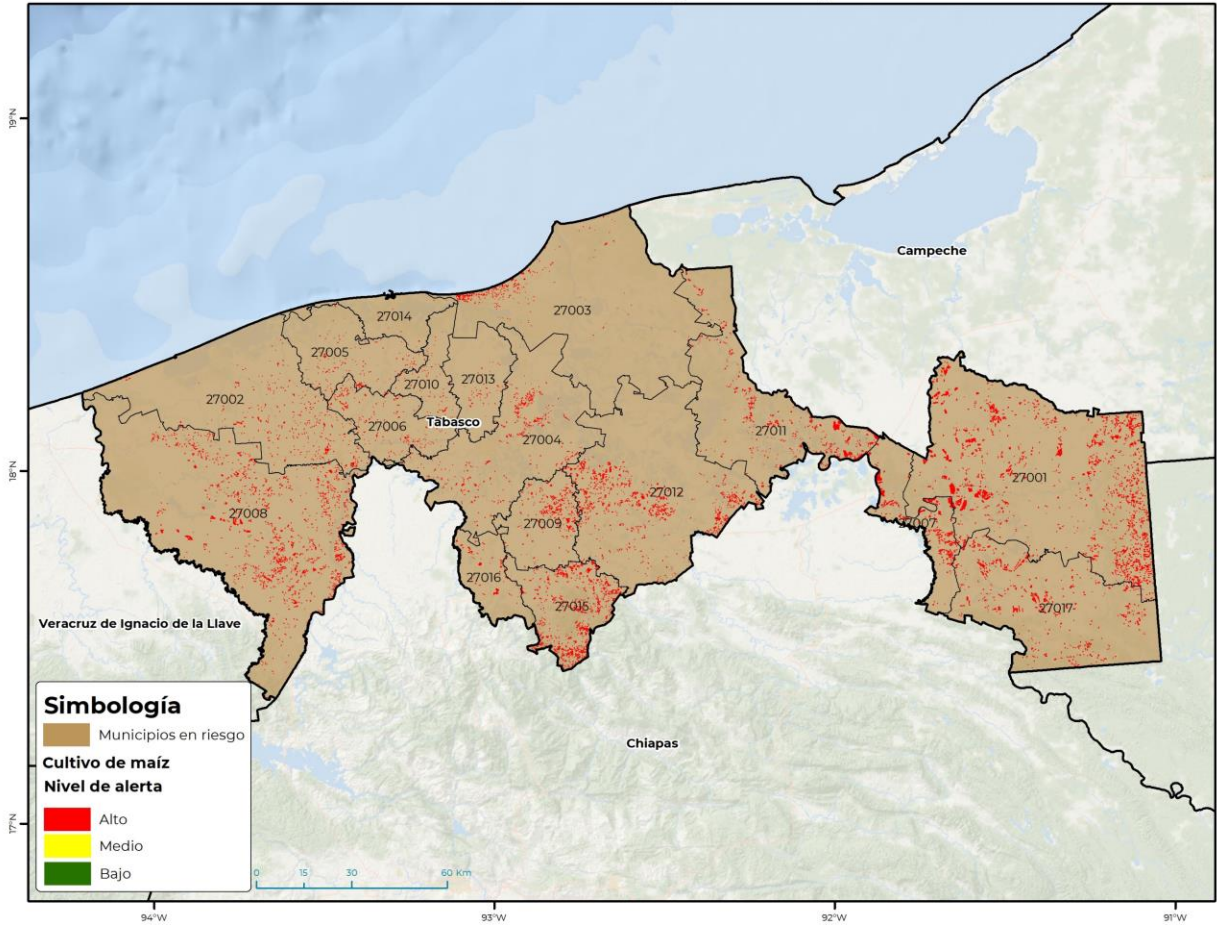 19°N
18°N
17°N
Campeche
27014
27003
27005
27010
27013
27002
27006
Tabasco
27004
27011
27001
27008
27012
27009
27007
27016
27015
27017
Veracruz de Ignacio de la Llave
Chiapas
Simbología
Municipios en riesgo
Cultivo de maíz
Nivel de alerta
Alto
Medio
Bajo
0 15 30 60 Km
94°W 93°W 92°W 91°W